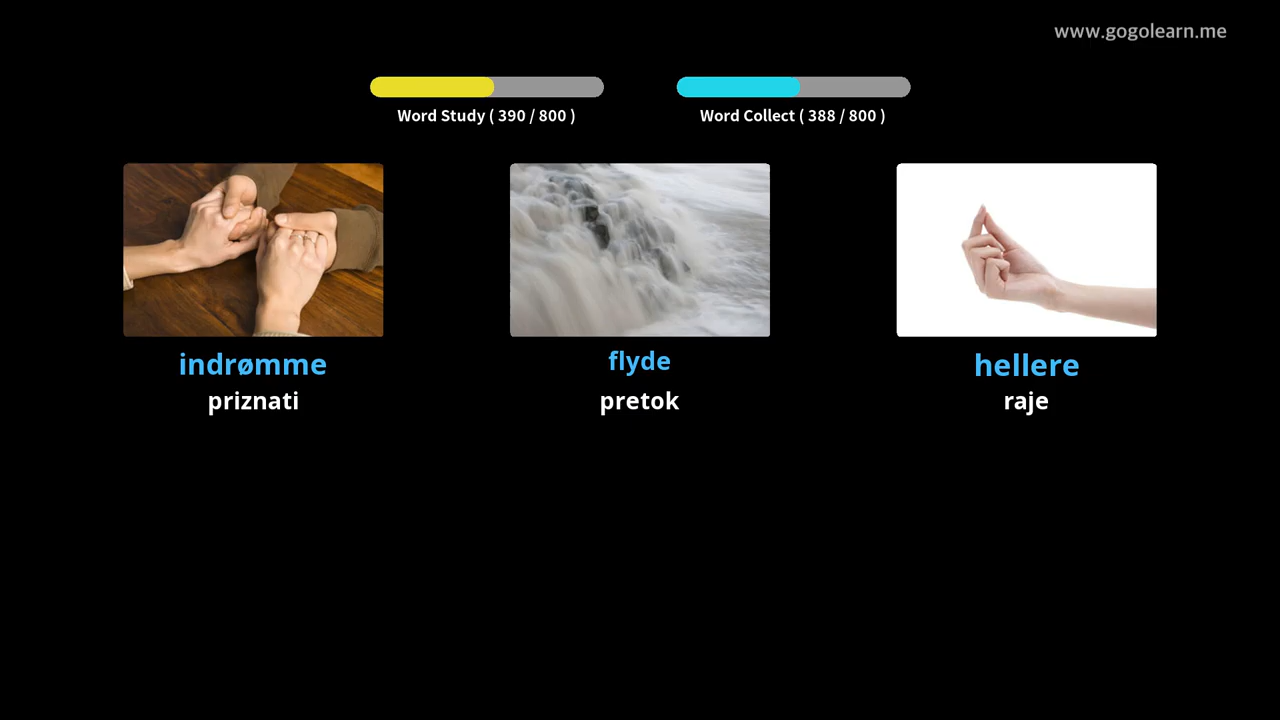 www.gogolearn.me
Word Study ( 390 / 800 )
Word Collect ( 388 / 800 )
indrømme
priznati
flyde
pretok
hellere
raje